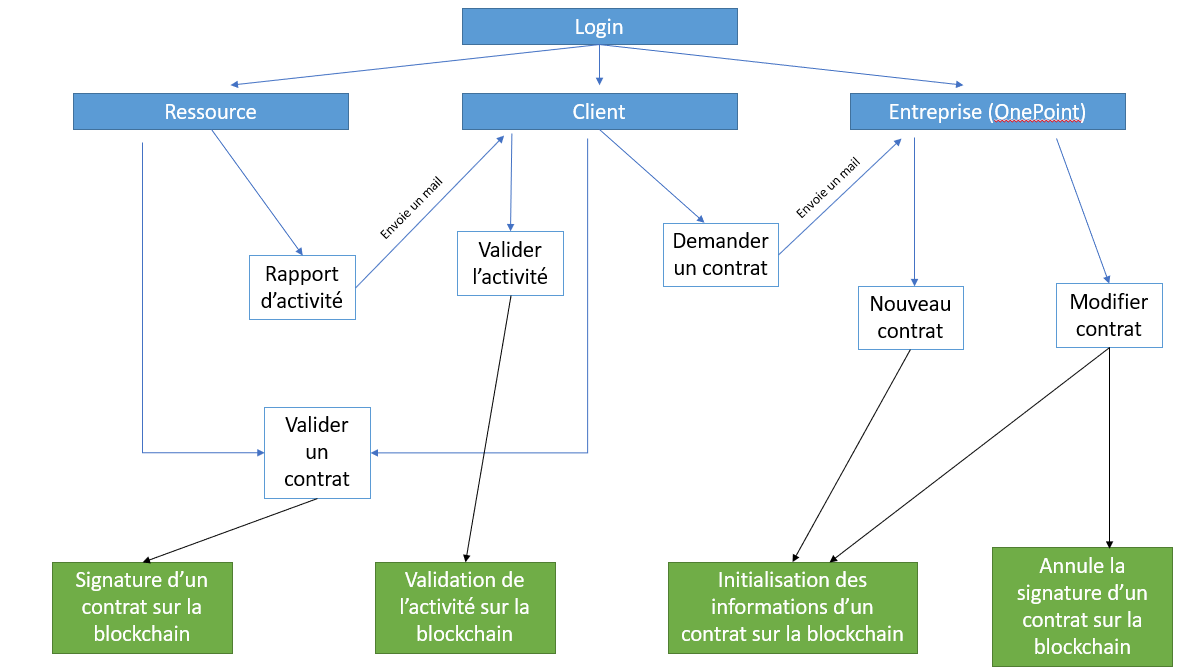 Login
Ressource
Client
Entreprise (OnePoint)
Envoie un mail
Envoie un mail
Demander
un contrat
Valider
l’activité
Rapport
d’activité
Nouveau
contrat
Modifier
contrat
Valider
un
contrat
Signature d’un
contrat sur la
blockchain
Validation de
l’activité sur la
blockchain
Initialisation des
informations d’un
contrat sur la blockchain
Annule la
signature d’un
contrat sur la
blockchain